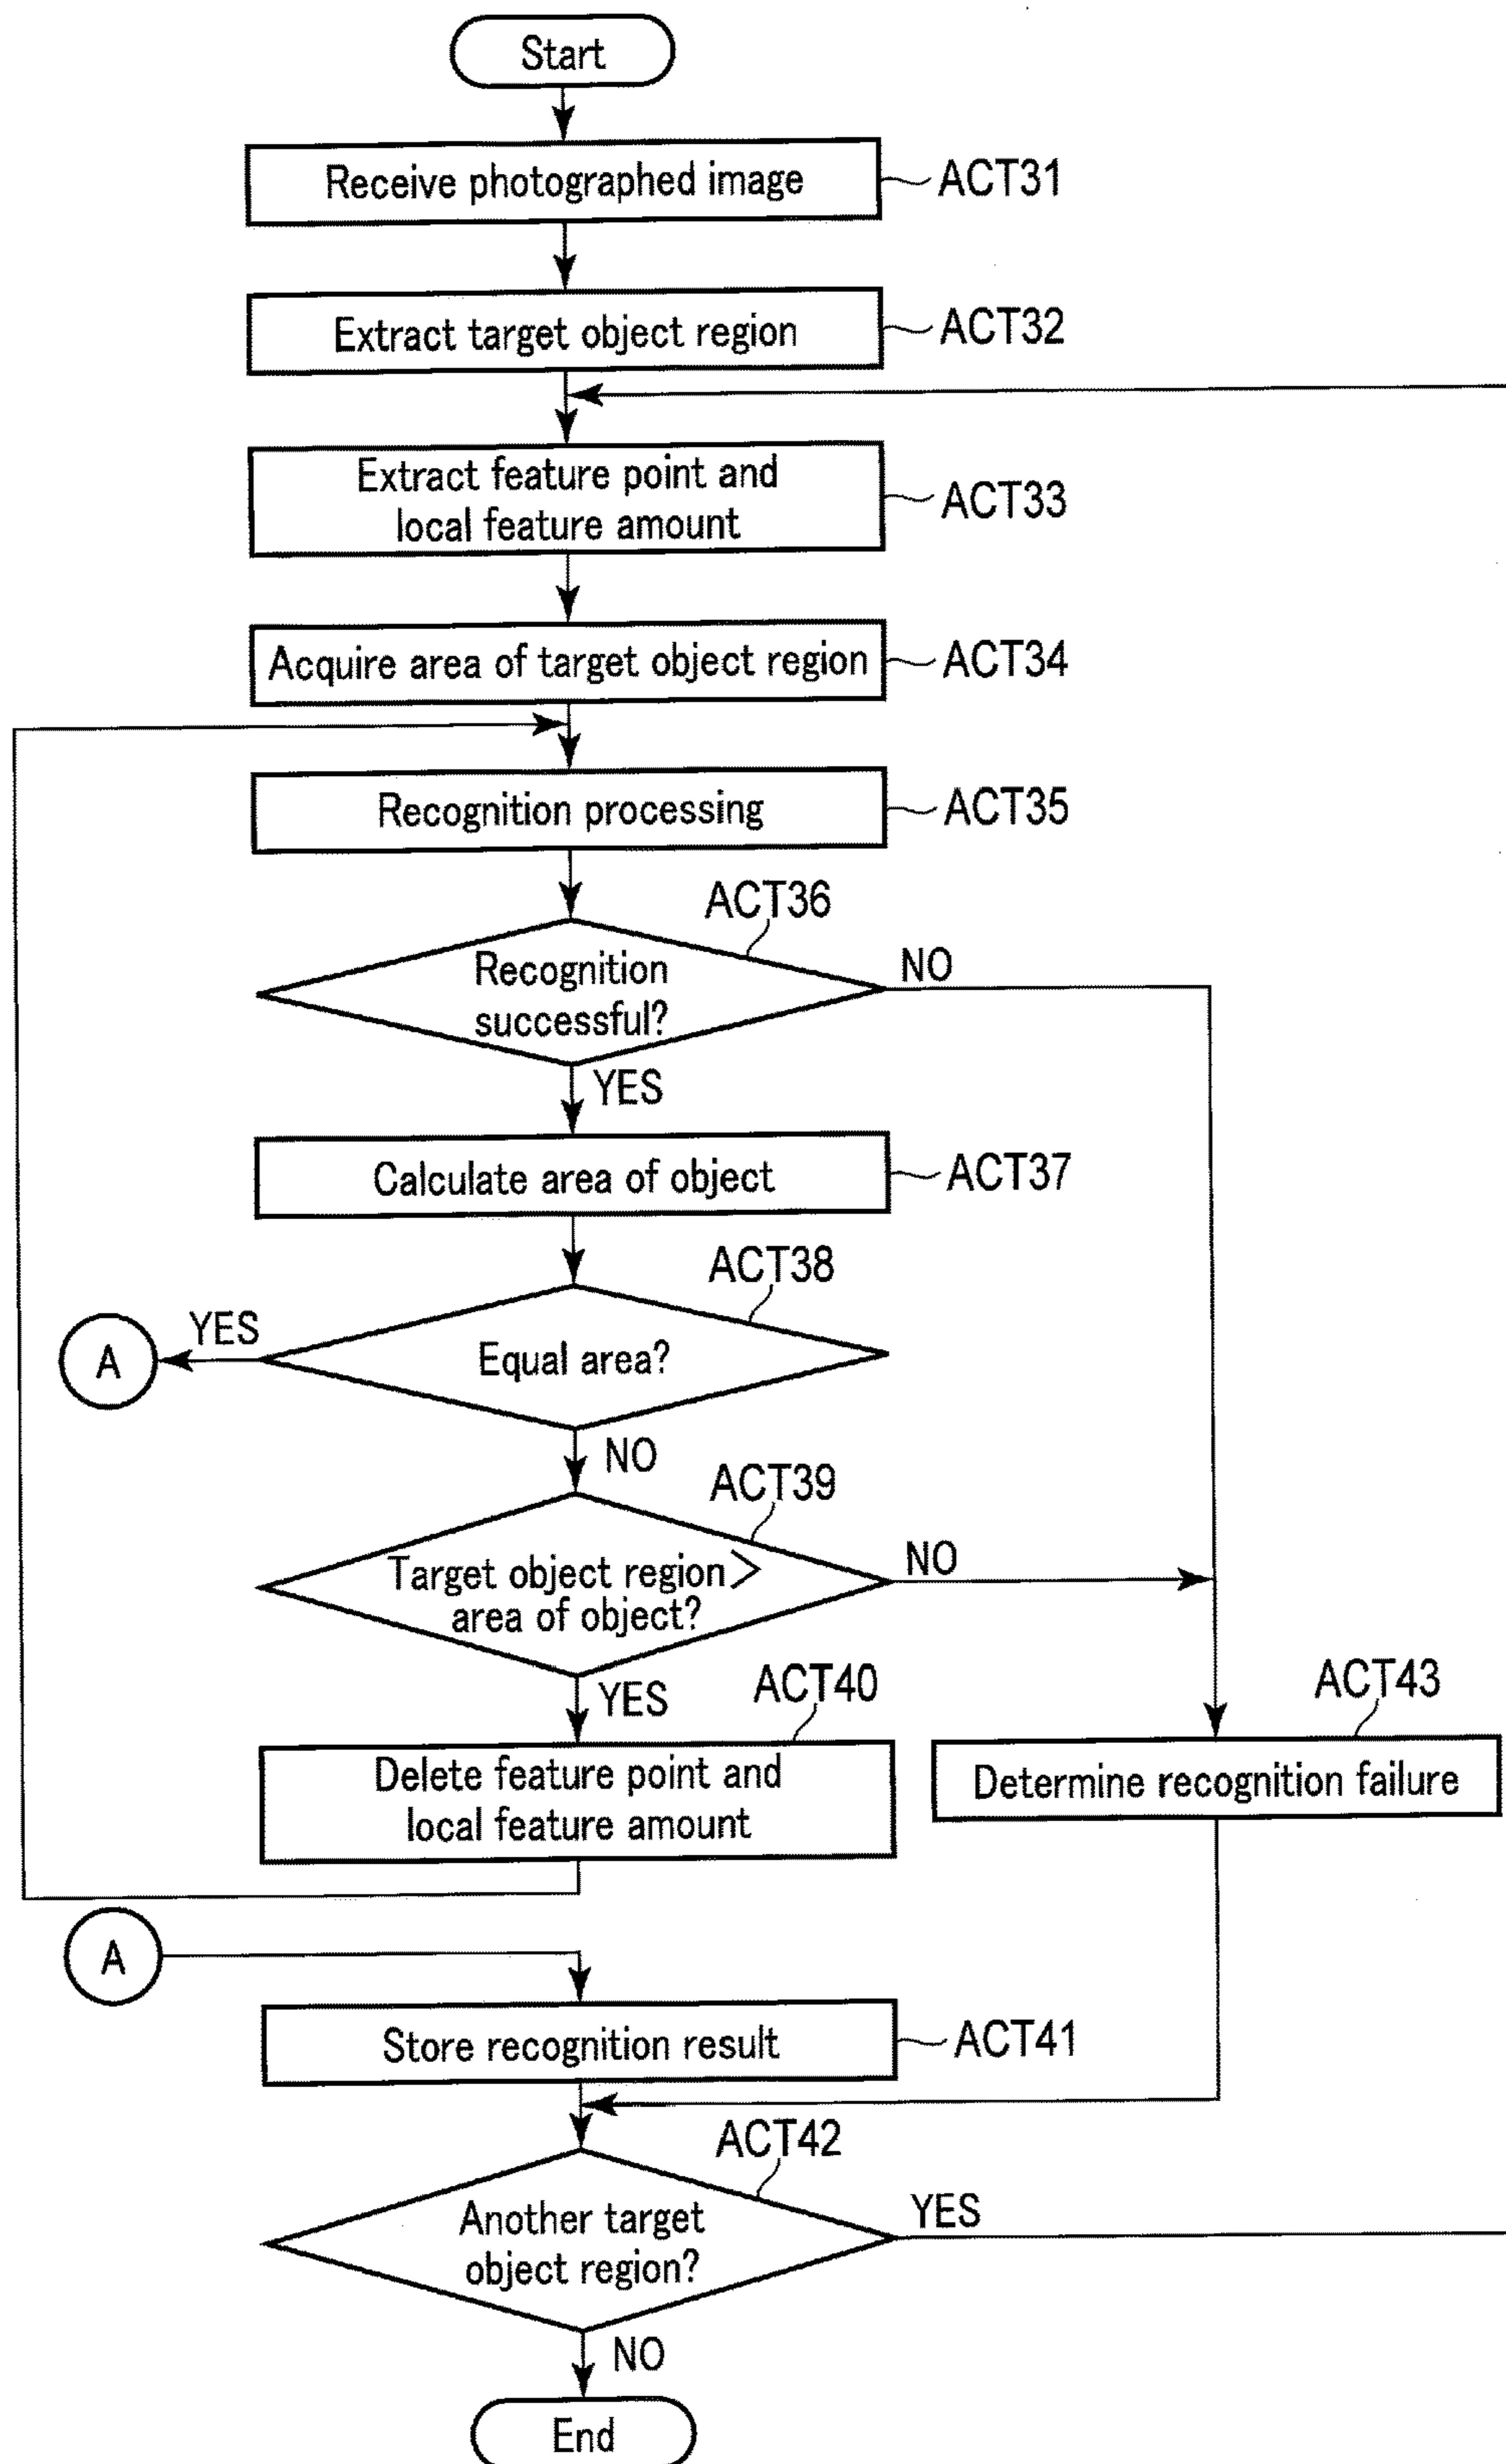 Start
Receive photographed image
ACT31
Extract target object region
ACT32
Extract feature point and
local feature amount
ACT33
Acquire area of target object region
ACT34
Recognition processing
ACT35
ACT36
Recognition
successful?
NO
YES
Calculate area of object
ACT37
ACT38
Equal area?
YES
A
NO
ACT39
Target object region >
area of object?
NO
YES
ACT40
Delete feature point and
local feature amount
ACT43
Determine recognition failure
A
Store recognition result
ACT41
ACT42
Another target
object region?
YES
NO
End